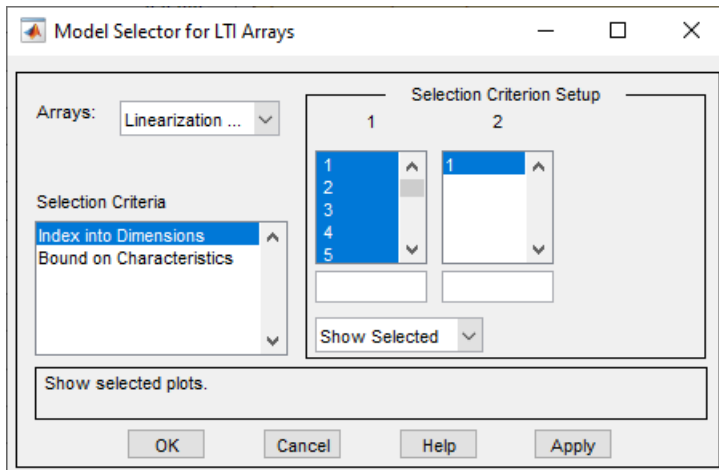 Model Selector for LTI Arrays
Arrays:
Linearization ...
Selection Criteria
Index into Dimensions
Bound on Characteristics
Selection Criterion Setup
1 2
1
2
3
4
5
1
Show Selected
Show selected plots.
OK Cancel Help Apply